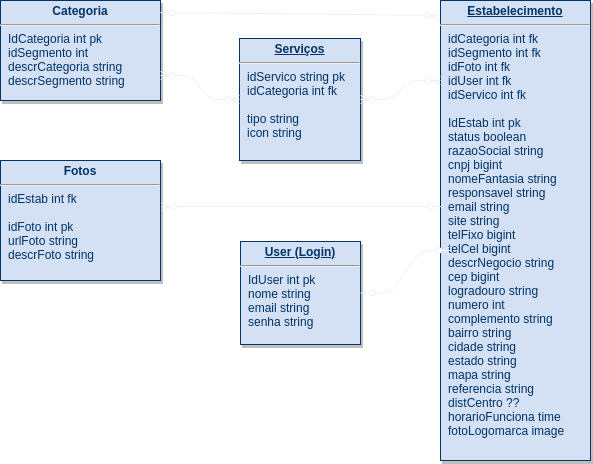 Categoria
IdCategoria int pk
idSegmento int
descrCategoria string
descrSegmento string
Serviços
idServico string pk
idCategoria int fk
tipo string
icon string
Fotos
idEstab int fk
idFoto int pk
urlFoto string
descrFoto string
User (Login)
IdUser int pk
nome string
email string
senha string
Estabelecimento
idCategoria int fk
idSegmento int fk
idFoto int fk
idUser int fk
idServico int fk
IdEstab int pk
status boolean
razaoSocial string
cnpj bigint
nomeFantasia string
responsavel string
email string
site string
telFixo bigint
telCel bigint
descrNegocio string
cep bigint
logradouro string
numero int
complemento string
bairro string
cidade string
estado string
mapa string
referencia string
distCentro ??
horarioFunciona time
fotoLogomarca image